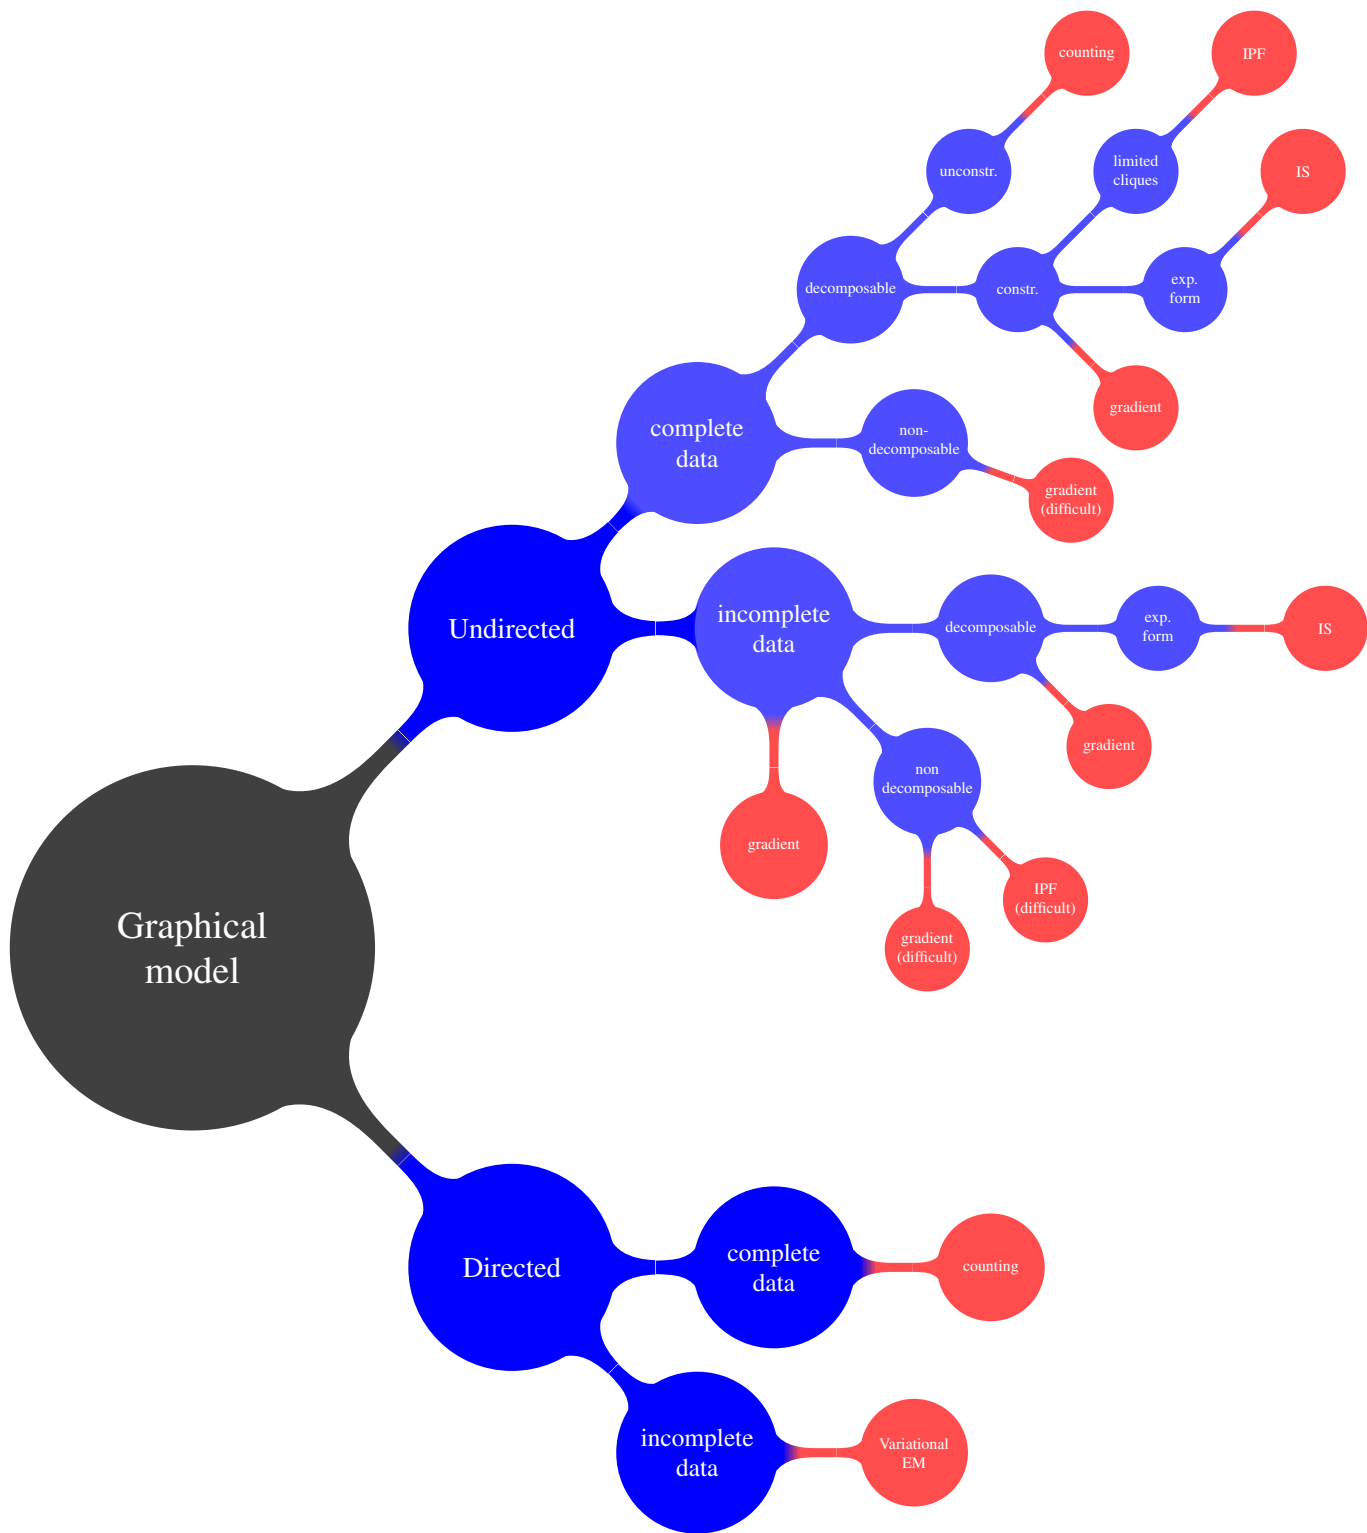 counting
IPF
unconstr.
limited
cliques
IS
decomposable
constr.
exp.
form
gradient
complete
data
non-
decomposable
gradient
(difficult)
Undirected
incomplete
data
decomposable
exp.
form
IS
gradient
non
decomposable
gradient
IPF
(difficult)
gradient
(difficult)
Graphical
model
Directed
complete
data
counting
incomplete
data
Variational
EM